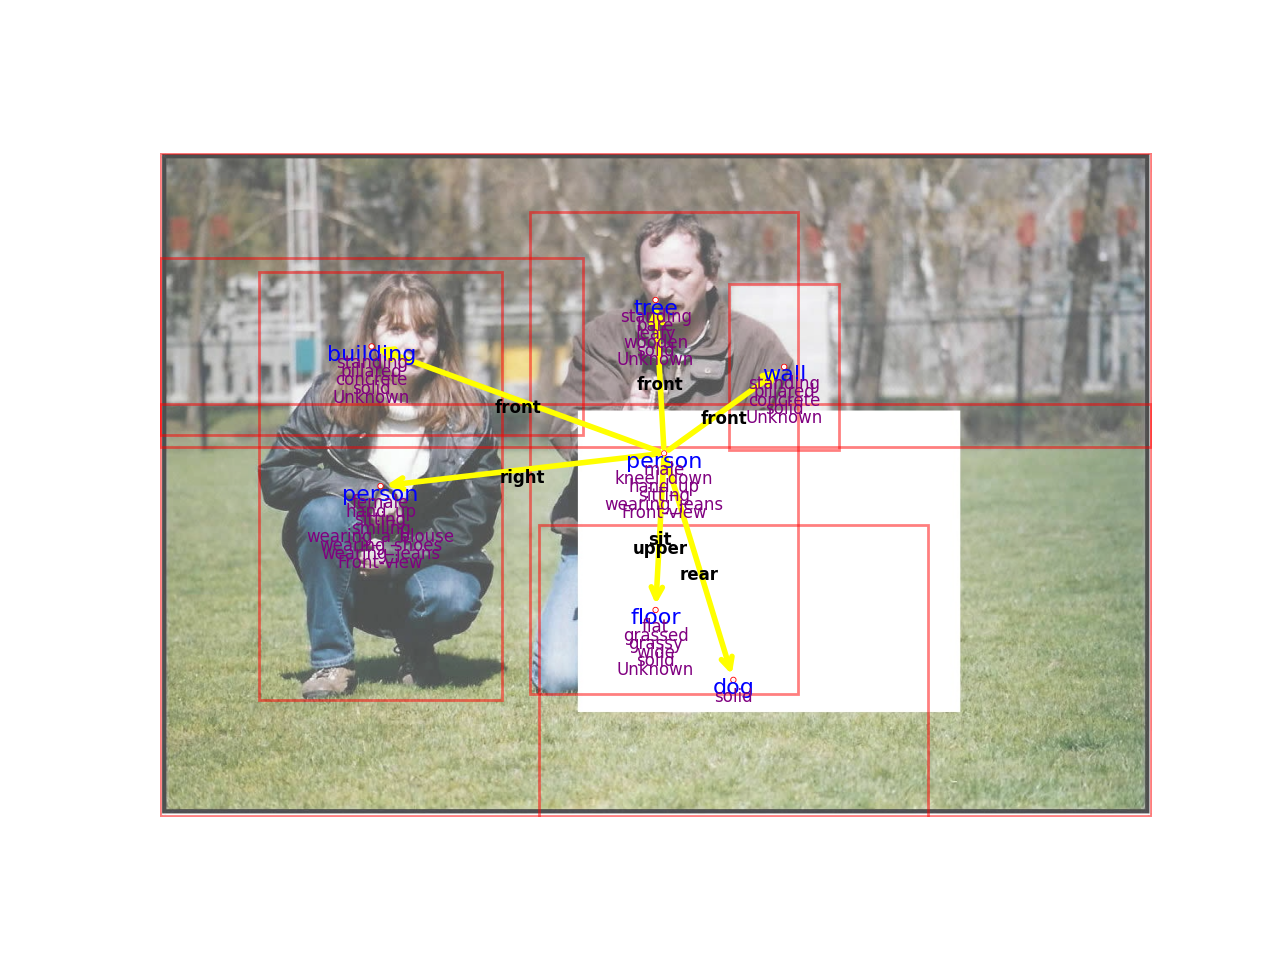 tree
standing
bare
leafy
wooden
solid
Unknown
building
standing
pillared
concrete
solid
Unknown
wall
standing
pillared
concrete
solid
Unknown
front
front
front
person
male
kneel down
hand up
sitting
wearing jeans
Front-view
right
person
female
hand up
sitting
smiling
wearing a blouse
wearing shoes
wearing jeans
Front-view
sit
upper
rear
floor
flat
grassed
grassy
wide
solid
Unknown
dog
solid